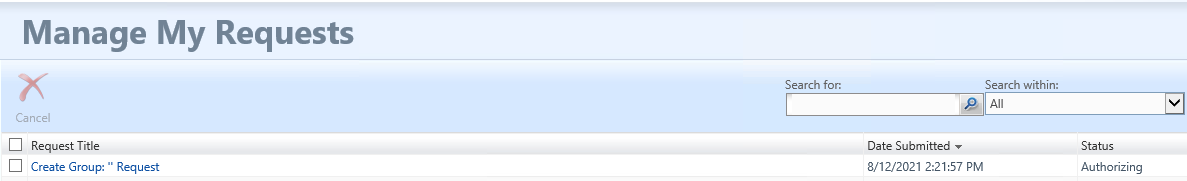 Manage My Requests
Cancel
Search for:
Search within:
All
Request Title Date Submitted Status
Create Group: '' Request 8/12/2021 2:21:57 PM Authorizing